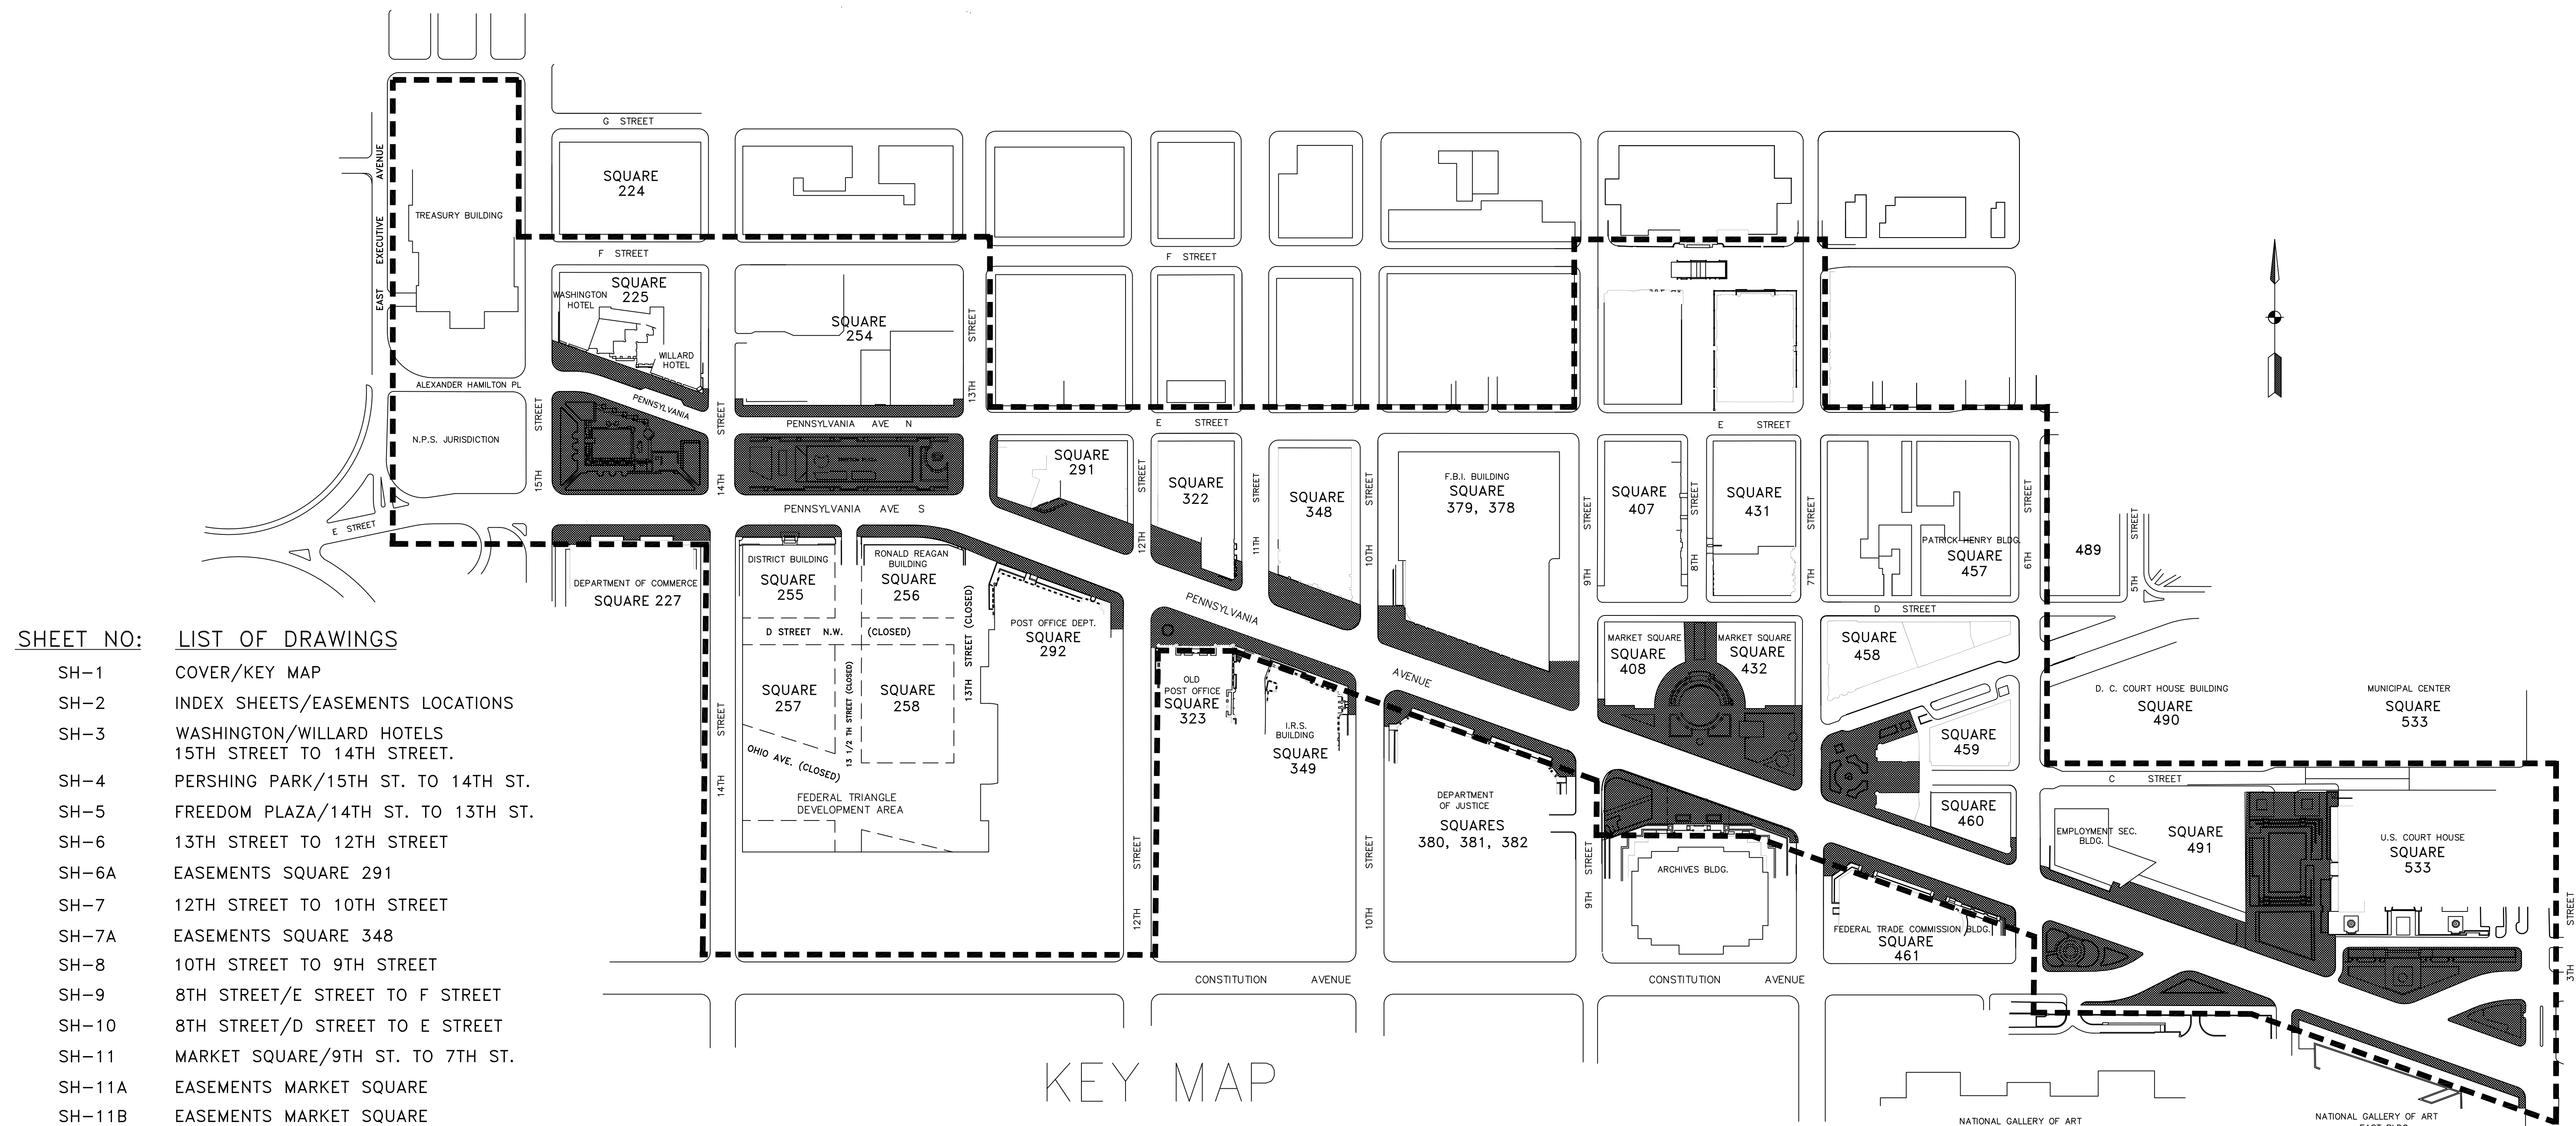 G STREET
SQUARE
224
EAST EXECUTIVE AVENUE
TREASURY BUILDING
F STREET
F STREET
SQUARE
225
WASHINGTON
HOTEL
WILLARD
HOTEL
SQUARE
254
13TH STREET
ALEXANDER HAMILTON PL
PENNSYLVANIA
15TH STREET
14TH STREET
PENNSYLVANIA AVE N
E STREET
E STREET
N.P.S. JURISDICTION
FREEDOM PLAZA
SQUARE
291
12TH STREET
SQUARE
322
11TH STREET
SQUARE
348
10TH STREET
F.B.I. BUILDING
SQUARE
379, 378
9TH STREET
SQUARE
407
8TH STREET
SQUARE
431
7TH STREET
PATRICK HENRY BLDG.
SQUARE
457
6TH STREET
489
5TH STREET
E STREET
PENNSYLVANIA AVE S
DEPARTMENT OF COMMERCE
SQUARE 227
DISTRICT BUILDING
SQUARE
255
RONALD REAGAN
BUILDING
SQUARE
256
13TH STREET (CLOSED)
D STREET N.W. (CLOSED)
POST OFFICE DEPT.
SQUARE
292
PENNSYLVANIA
AVENUE
D STREET
MARKET SQUARE
SQUARE
408
MARKET SQUARE
SQUARE
432
SQUARE
458
SQUARE
257
13 1/2 TH STREET (CLOSED)
SQUARE
258
OHIO AVE. (CLOSED)
14TH STREET
FEDERAL TRIANGLE
DEVELOPMENT AREA
12TH STREET
OLD
POST OFFICE
SQUARE
323
I.R.S.
BUILDING
SQUARE
349
10TH STREET
DEPARTMENT
OF JUSTICE
SQUARES
380, 381, 382
9TH STREET
ARCHIVES BLDG.
SQUARE
459
SQUARE
460
D. C. COURT HOUSE BUILDING
SQUARE
490
MUNICIPAL CENTER
SQUARE
533
C STREET
EMPLOYMENT SEC.
BLDG.
SQUARE
491
U.S. COURT HOUSE
SQUARE
533
3TH STREET
FEDERAL TRADE COMMISSION BLDG.
SQUARE
461
CONSTITUTION AVENUE
CONSTITUTION AVENUE
NATIONAL GALLERY OF ART
NATIONAL GALLERY OF ART
KEY MAP
SHEET NO: LIST OF DRAWINGS
SH-1 COVER/KEY MAP
SH-2 INDEX SHEETS/EASEMENTS LOCATIONS
SH-3 WASHINGTON/WILLARD HOTELS
15TH STREET TO 14TH STREET.
SH-4 PERSHING PARK/15TH ST. TO 14TH ST.
SH-5 FREEDOM PLAZA/14TH ST. TO 13TH ST.
SH-6 13TH STREET TO 12TH STREET
SH-6A EASEMENTS SQUARE 291
SH-7 12TH STREET TO 10TH STREET
SH-7A EASEMENTS SQUARE 348
SH-8 10TH STREET TO 9TH STREET
SH-9 8TH STREET/E STREET TO F STREET
SH-10 8TH STREET/D STREET TO E STREET
SH-11 MARKET SQUARE/9TH ST. TO 7TH ST.
SH-11A EASEMENTS MARKET SQUARE
SH-11B EASEMENTS MARKET SQUARE